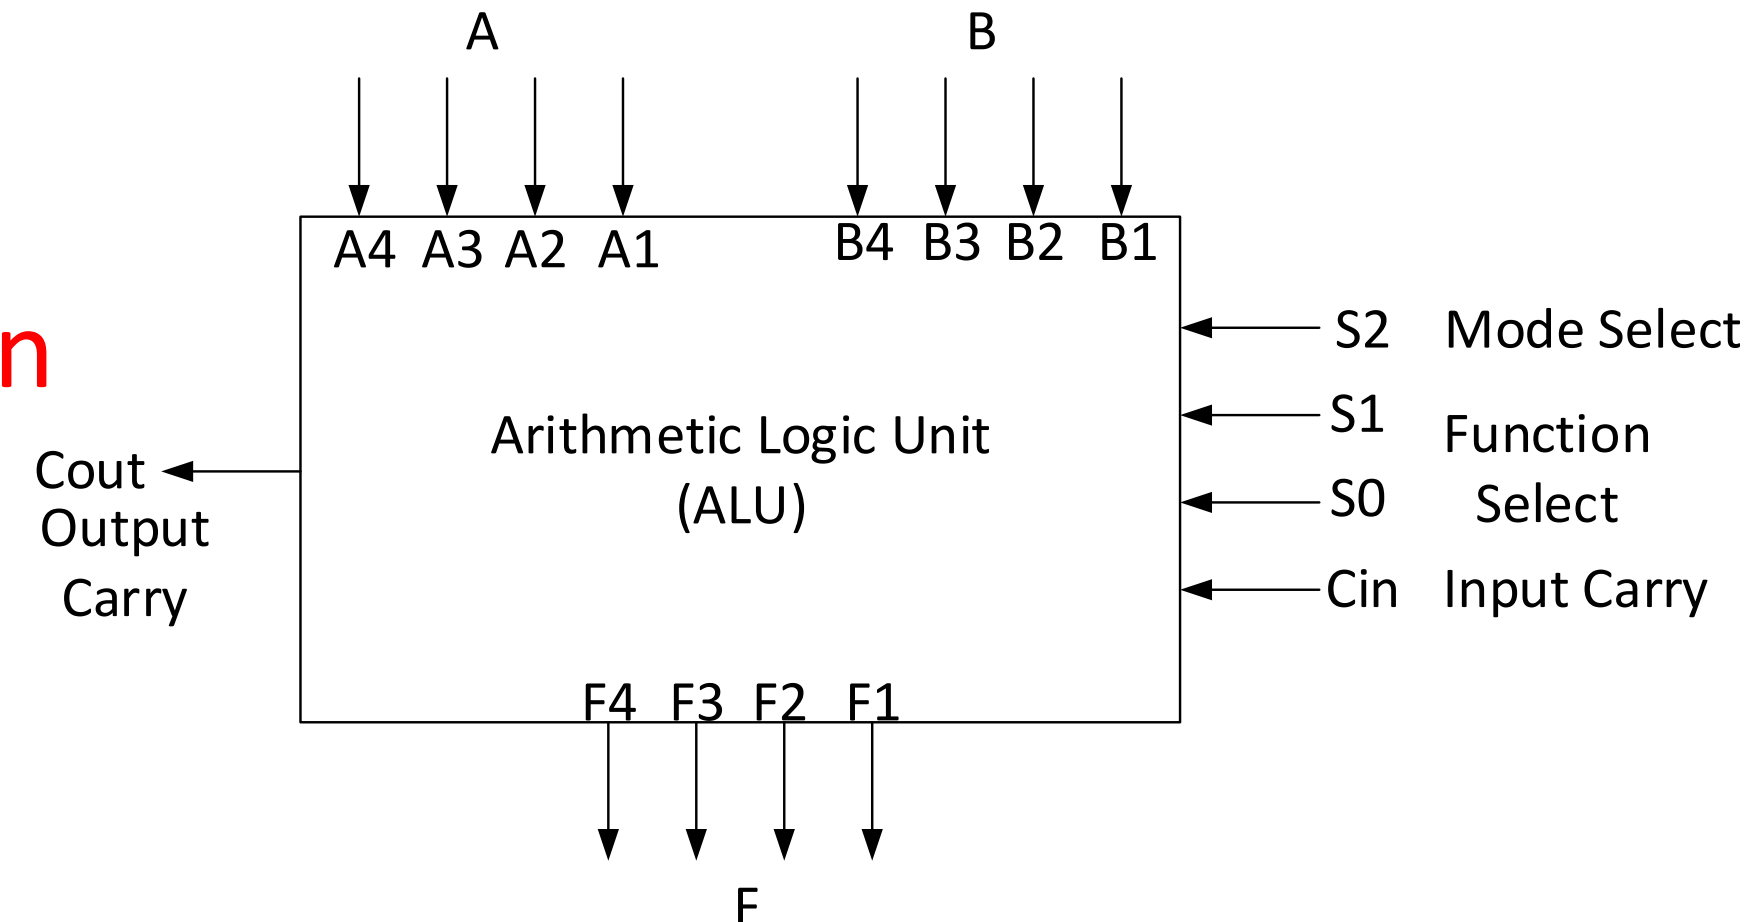 A B
A4 A3 A2 A1 B4 B3 B2 B1
S2 Mode Select
n
S1 Function
Arithmetic Logic Unit
(ALU)
S0 Select
Cout
Output
Carry
Cin Input Carry
F4 F3 F2 F1
F